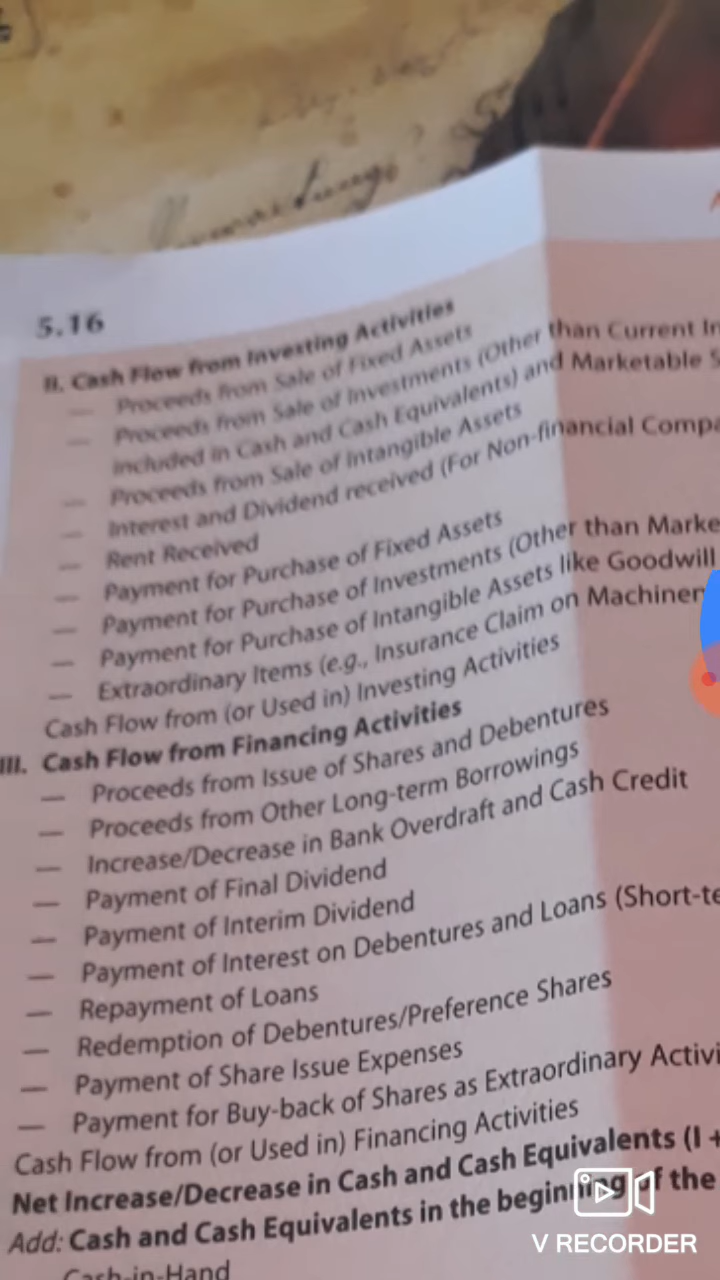 5.16
II. Cash Flow from Investing Activities
— Proceeds from Sale of Fixed Assets
— Proceeds from Sale of Investments (Other than Current In
included in Cash and Cash Equivalents) and Marketable S
— Proceeds from Sale of Intangible Assets
— Interest and Dividend received (For Non-financial Compa
— Rent Received
— Payment for Purchase of Fixed Assets
— Payment for Purchase of Investments (Other than Marke
— Payment for Purchase of Intangible Assets like Goodwill
— Extraordinary Items (e.g., Insurance Claim on Machiner
Cash Flow from (or Used in) Investing Activities
III. Cash Flow from Financing Activities
— Proceeds from Issue of Shares and Debentures
— Proceeds from Other Long-term Borrowings
— Increase/Decrease in Bank Overdraft and Cash Credit
— Payment of Final Dividend
— Payment of Interim Dividend
— Payment of Interest on Debentures and Loans (Short-te
— Repayment of Loans
— Redemption of Debentures/Preference Shares
— Payment of Share Issue Expenses
— Payment for Buy-back of Shares as Extraordinary Activi
Cash Flow from (or Used in) Financing Activities
Net Increase/Decrease in Cash and Cash Equivalents (I +
Add: Cash and Cash Equivalents in the beginning of the
Cash-in-Hand
V RECORDER